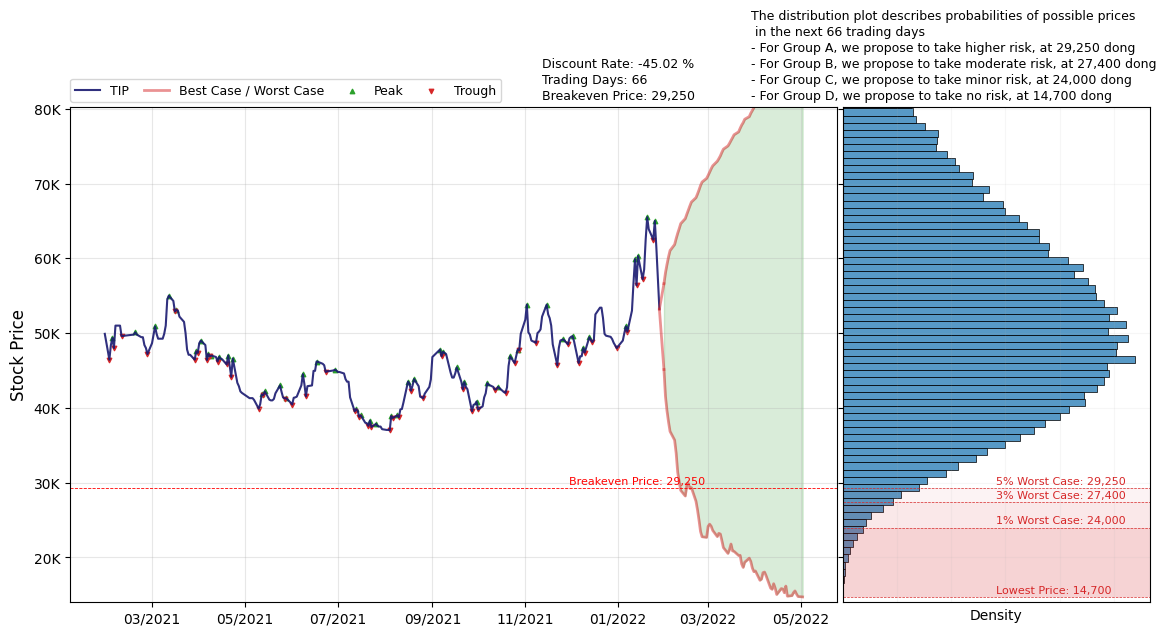 The distribution plot describes probabilities of possible prices
in the next 66 trading days
- For Group A, we propose to take higher risk, at 29,250 dong
- For Group B, we propose to take moderate risk, at 27,400 dong
- For Group C, we propose to take minor risk, at 24,000 dong
- For Group D, we propose to take no risk, at 14,700 dong
Discount Rate: -45.02 %
Trading Days: 66
Breakeven Price: 29,250
TIP
Best Case / Worst Case
Peak
Trough
Stock Price
80K
70K
60K
50K
40K
30K
20K
Breakeven Price: 29,250
5% Worst Case: 29,250
3% Worst Case: 27,400
1% Worst Case: 24,000
Lowest Price: 14,700
03/2021
05/2021
07/2021
09/2021
11/2021
01/2022
03/2022
05/2022
Density